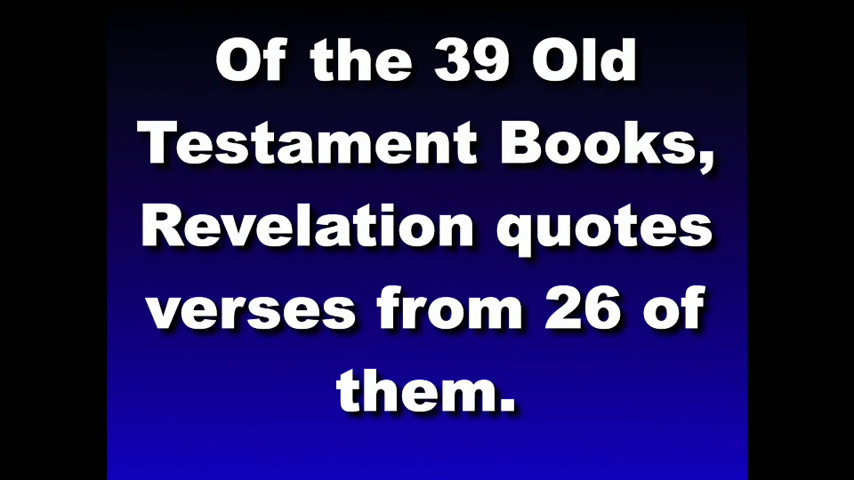 Of the 39 Old
Testament Books,
Revelation quotes
verses from 26 of
them.